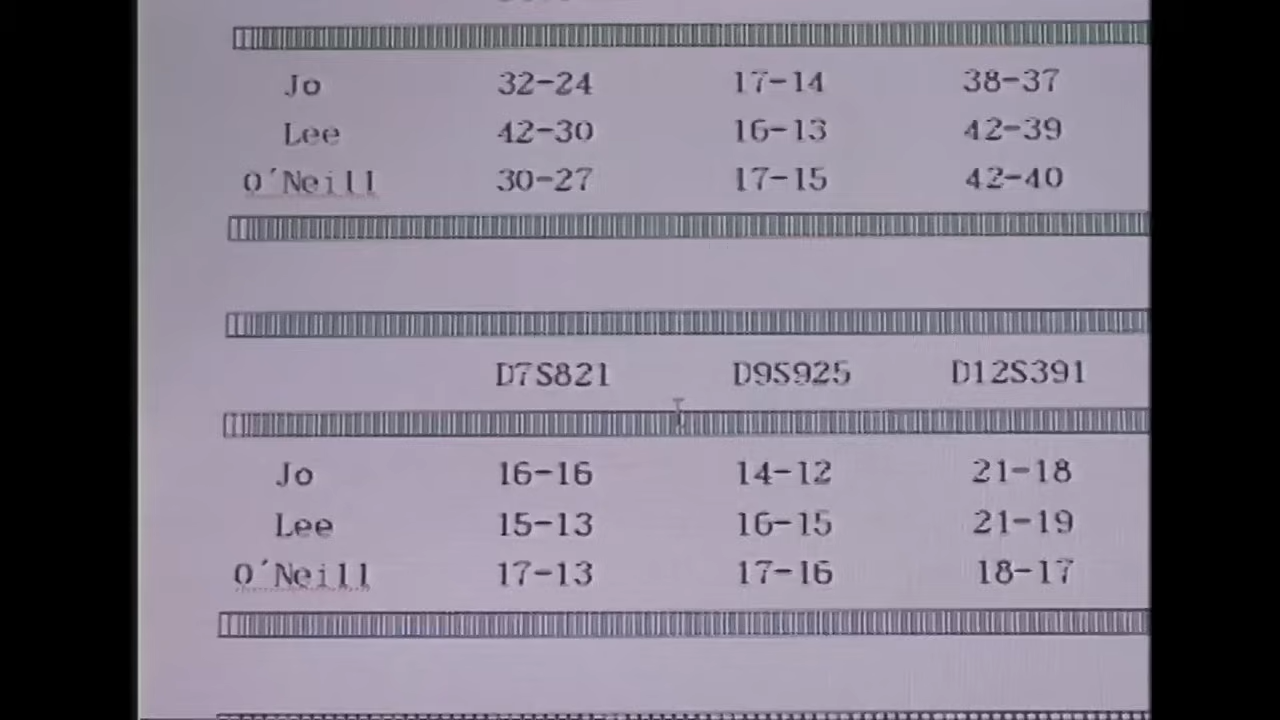 Jo 32-24 17-14 38-37
Lee 42-30 16-13 42-39
O'Neill 30-27 17-15 42-40
D7S821 D9S925 D12S391
Jo 16-16 14-12 21-18
Lee 15-13 16-15 21-19
O'Neill 17-13 17-16 18-17